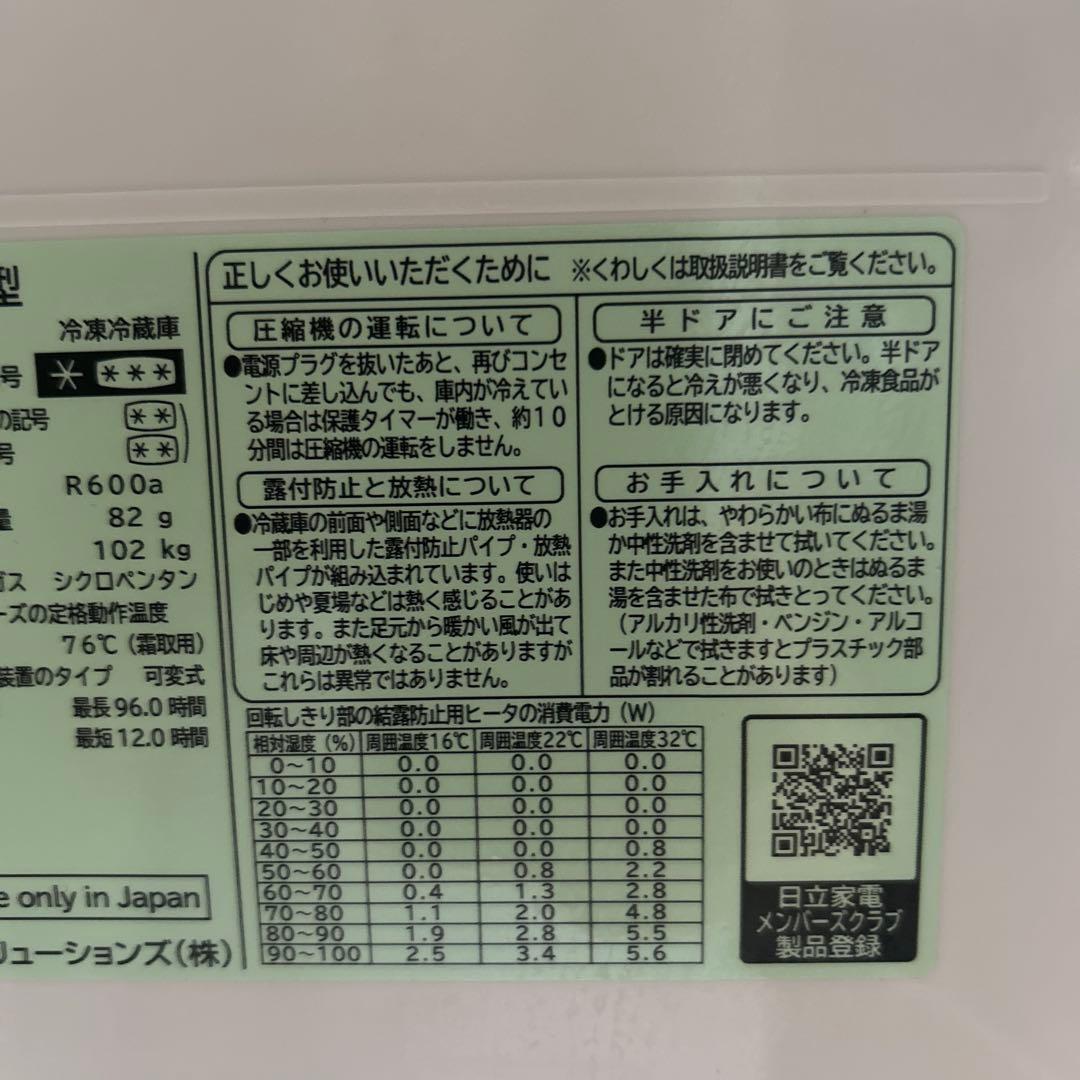 型
冷凍冷蔵庫
号 * ***
の記号 **
号 **
R600a
量 82 g
102 kg
ガス シクロペンタン
ーズの定格動作温度
76℃(霜取用)
装置のタイプ 可変式
最長96.0時間
最短12.0時間
e only in Japan
リューションズ(株)
正しくお使いいただくために ※くわしくは取扱説明書をご覧ください。
圧縮機の運転について
●電源プラグを抜いたあと、再びコンセ
ントに差し込んでも、庫内が冷えてい
る場合は保護タイマーが働き、約10
分間は圧縮機の運転をしません。
露付防止と放熱について
●冷蔵庫の前面や側面などに放熱器の
一部を利用した露付防止パイプ・放熱
パイプが組み込まれています。使いは
じめや夏場などは熱く感じることがあ
ります。また足元から暖かい風が出て
床や周辺が熱くなることがありますが
これらは異常ではありません。
半ドアにご注意
●ドアは確実に閉めてください。半ドア
になると冷えが悪くなり、冷凍食品が
とける原因になります。
お手入れについて
●お手入れは、やわらかい布にぬるま湯
か中性洗剤を含ませて拭いてください。
また中性洗剤をお使いのときはぬるま
湯を含ませた布で拭きとってください。
(アルカリ性洗剤・ベンジン・アルコ
ールなどで拭きますとプラスチック部
品が割れることがあります)
回転しきり部の結露防止用ヒータの消費電力(W)
相対湿度(%) 周囲温度16℃ 周囲温度22℃ 周囲温度32℃
0〜10 0.0 0.0 0.0
10〜20 0.0 0.0 0.0
20〜30 0.0 0.0 0.0
30〜40 0.0 0.0 0.0
40〜50 0.0 0.0 0.8
50〜60 0.0 0.8 2.2
60〜70 0.4 1.3 2.8
70〜80 1.1 2.0 4.8
80〜90 1.9 2.8 5.5
90〜100 2.5 3.4 5.6
日立家電
メンバーズクラブ
製品登録